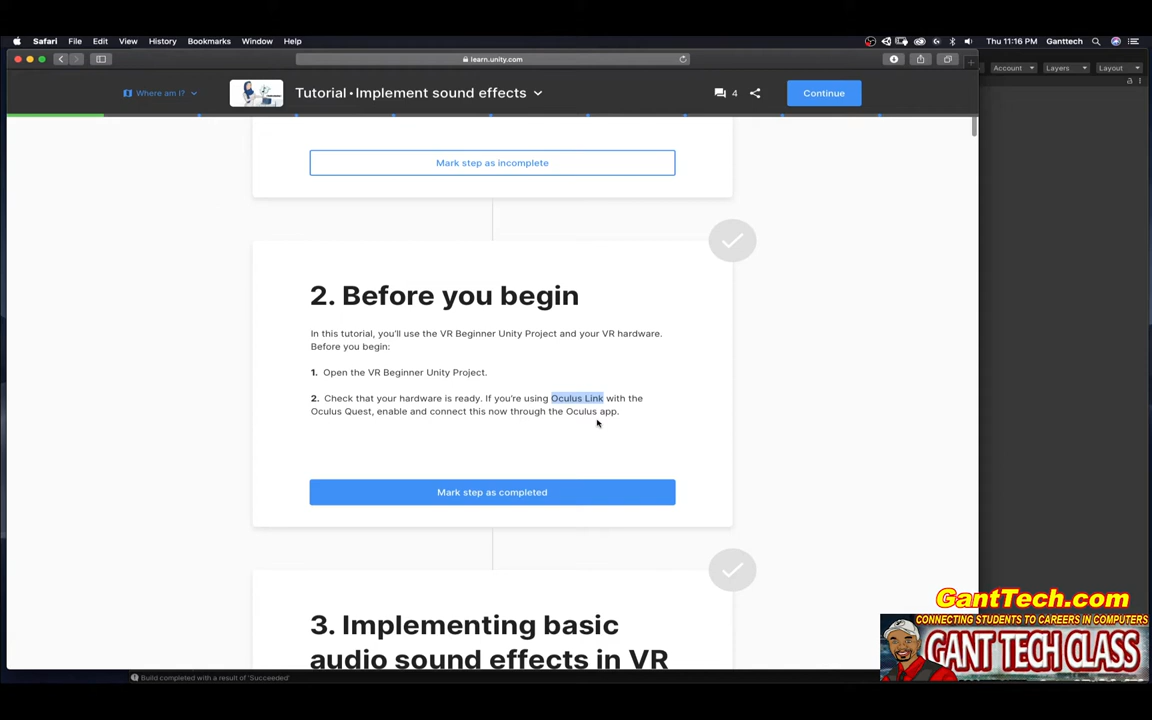 Safari File Edit View History Bookmarks Window Help Thu 11:16 PM Ganttech
learn.unity.com
Account Layers Layout
Where am I? Tutorial • Implement sound effects 4 Continue
Mark step as incomplete
2. Before you begin
In this tutorial, you'll use the VR Beginner Unity Project and your VR hardware.
Before you begin:
1. Open the VR Beginner Unity Project.
2. Check that your hardware is ready. If you're using Oculus Link with the
Oculus Quest, enable and connect this now through the Oculus app.
Mark step as completed
3. Implementing basic
audio sound effects in VR
GantTech.com
CONNECTING STUDENTS TO CAREERS IN COMPUTERS
GANT TECH CLASS
Build completed with a result of 'Succeeded'